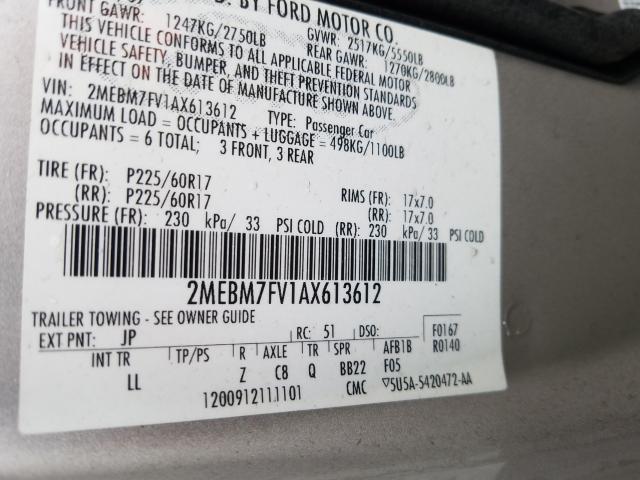 D. BY FORD MOTOR CO.
FRONT GAWR: 1247KG/2750LB GVWR: 2517KG/5550LB
REAR GAWR: 1270KG/2800LB
THIS VEHICLE CONFORMS TO ALL APPLICABLE FEDERAL MOTOR
VEHICLE SAFETY, BUMPER, AND THEFT PREVENTION STANDARDS
IN EFFECT ON THE DATE OF MANUFACTURE SHOWN ABOVE.
VIN: 2MEBM7FV1AX613612 TYPE: Passenger Car
MAXIMUM LOAD = OCCUPANTS + LUGGAGE = 498KG/1100LB
OCCUPANTS = 6 TOTAL; 3 FRONT, 3 REAR
TIRE (FR): P225/60R17 RIMS (FR): 17x7.0
(RR): P225/60R17 (RR): 17x7.0
PRESSURE (FR): 230 kPa/ 33 PSI COLD (RR): 230 kPa/ 33 PSI COLD
2MEBM7FV1AX613612
TRAILER TOWING - SEE OWNER GUIDE
EXT PNT: JP RC: 51 DSO: F0167
R0140
INT TR TP/PS R AXLE TR SPR AFB1B
LL Z C8 Q BB22 F05
1200912111101 CMC ▽5U5A-5420472-AA